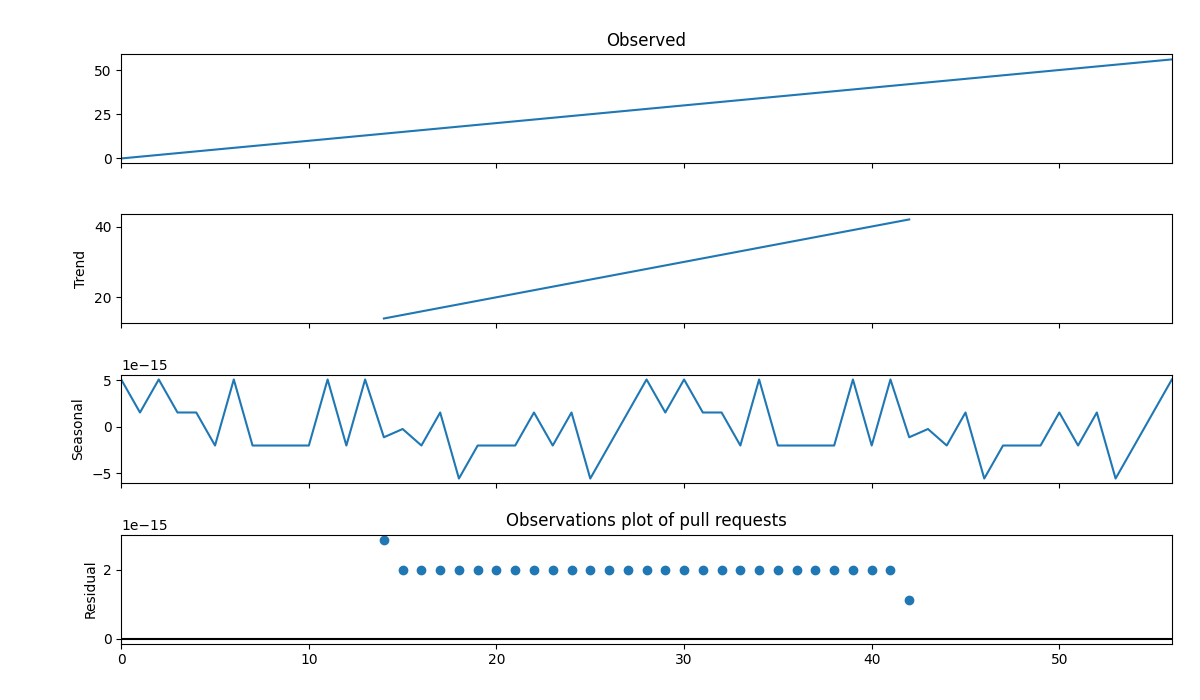 Observed
50
25
0
40
20
Trend
1e−15
5
0
−5
Seasonal
1e−15
Observations plot of pull requests
2
0
Residual
0 10 20 30 40 50